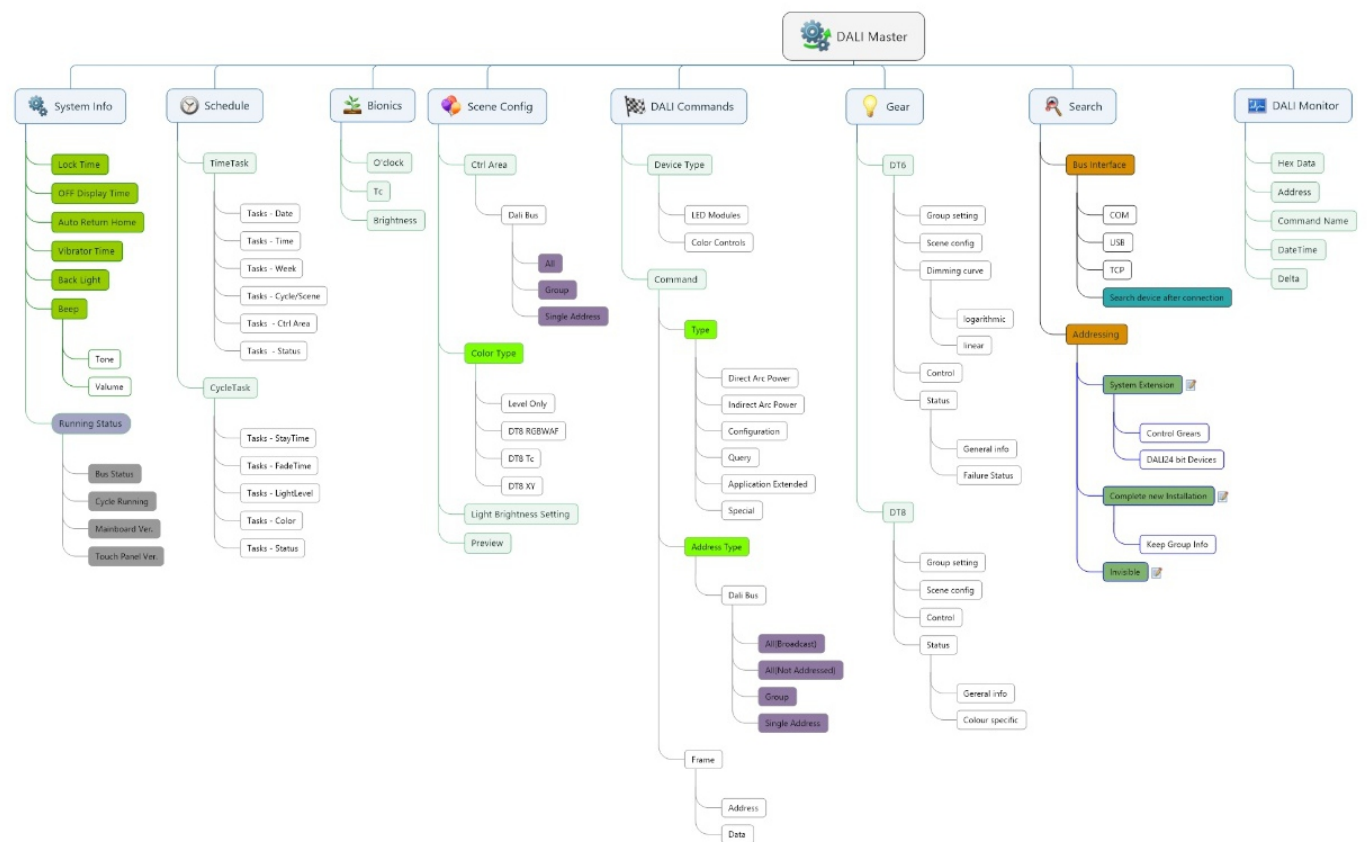 DALI Master
System Info
Lock Time
OFF Display Time
Auto Return Home
Vibrator Time
Back Light
Beep
Tone
Valume
Running Status
Bus Status
Cycle Running
Mainboard Ver.
Touch Panel Ver.
Schedule
TimeTask
Tasks - Date
Tasks - Time
Tasks - Week
Tasks - Cycle/Scene
Tasks - Ctrl Area
Tasks - Status
CycleTask
Tasks - StayTime
Tasks - FadeTime
Tasks - LightLevel
Tasks - Color
Tasks - Status
Bionics
O'clock
Tc
Brightness
Scene Config
Ctrl Area
Dali Bus
All
Group
Single Address
Color Type
Level Only
DT8 RGBWAF
DT8 Tc
DT8 XY
Light Brightness Setting
Preview
DALI Commands
Device Type
LED Modules
Color Controls
Command
Type
Direct Arc Power
Indirect Arc Power
Configuration
Query
Application Extended
Special
Address Type
Dali Bus
All(Broadcast)
All(Not Addressed)
Group
Single Address
Frame
Address
Data
Gear
DT6
Group setting
Scene config
Dimming curve
logarithmic
linear
Control
Status
General info
Failure Status
DT8
Group setting
Scene config
Control
Status
Gereral info
Colour specific
Search
Bus Interface
COM
USB
TCP
Search device after connection
Addressing
System Extension
Control Grears
DALI24 bit Devices
Complete new Installation
Keep Group Info
Invisible
DALI Monitor
Hex Data
Address
Command Name
DateTime
Delta